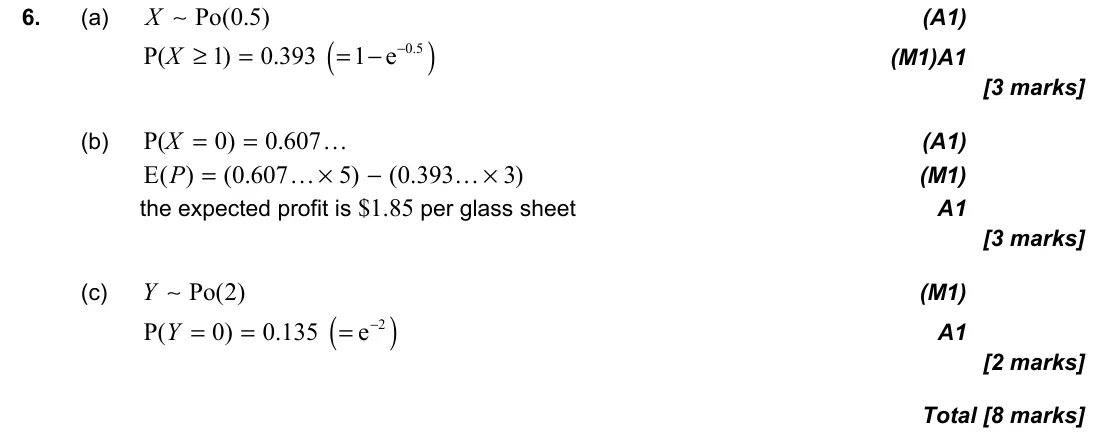 6. (a) X ~ Po(0.5) (A1)
P(X ≥ 1) = 0.393 (= 1 − e^−0.5) (M1)A1
[3 marks]
(b) P(X = 0) = 0.607… (A1)
E(P) = (0.607… × 5) − (0.393… × 3) (M1)
the expected profit is $1.85 per glass sheet A1
[3 marks]
(c) Y ~ Po(2) (M1)
P(Y = 0) = 0.135 (= e^−2) A1
[2 marks]
Total [8 marks]